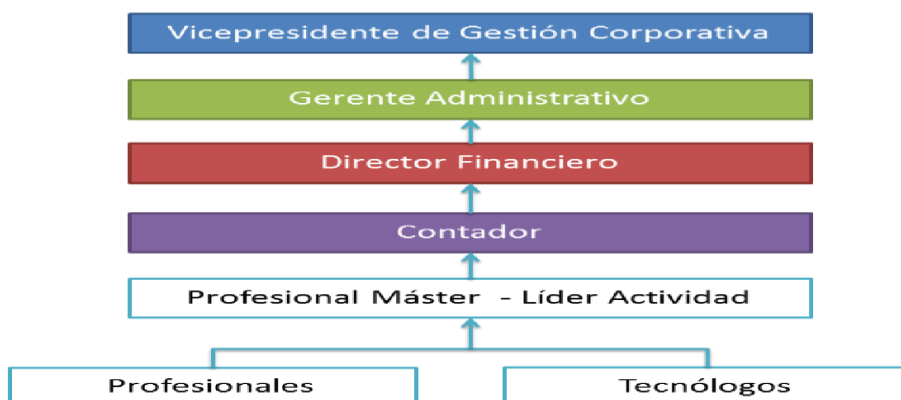 Vicepresidente de Gestión Corporativa
Gerente Administrativo
Director Financiero
Contador
Profesional Máster - Líder Actividad
Profesionales
Tecnólogos